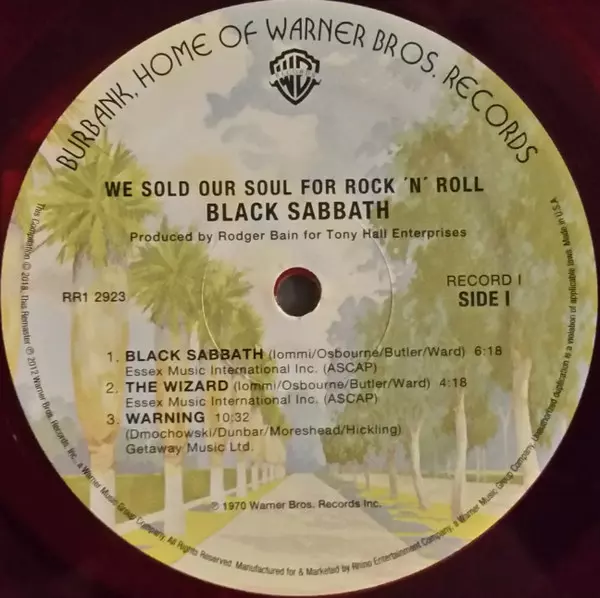 BURBANK, HOME OF WARNER BROS. RECORDS
WE SOLD OUR SOUL FOR ROCK ´N´ ROLL
BLACK SABBATH
Produced by Rodger Bain for Tony Hall Enterprises
RR1 2923
RECORD I
SIDE I
1. BLACK SABBATH (Iommi/Osbourne/Butler/Ward) 6:18
Essex Music International Inc. (ASCAP)
2. THE WIZARD (Iommi/Osbourne/Butler/Ward) 4:18
Essex Music International Inc. (ASCAP)
3. WARNING 10:32
(Dmochowski/Dunbar/Moreshead/Hickling)
Getaway Music Ltd.
℗ 1970 Warner Bros. Records Inc.
This Compilation ℗ 2018, This Remaster ℗ 2012 Warner Bros. Records, Inc., a Warner Music Group Company. All Rights Reserved. Manufactured for & Marketed by Rhino Entertainment Company, a Warner Music Group Company. Unauthorized duplication is a violation of applicable laws. Made in U.S.A.